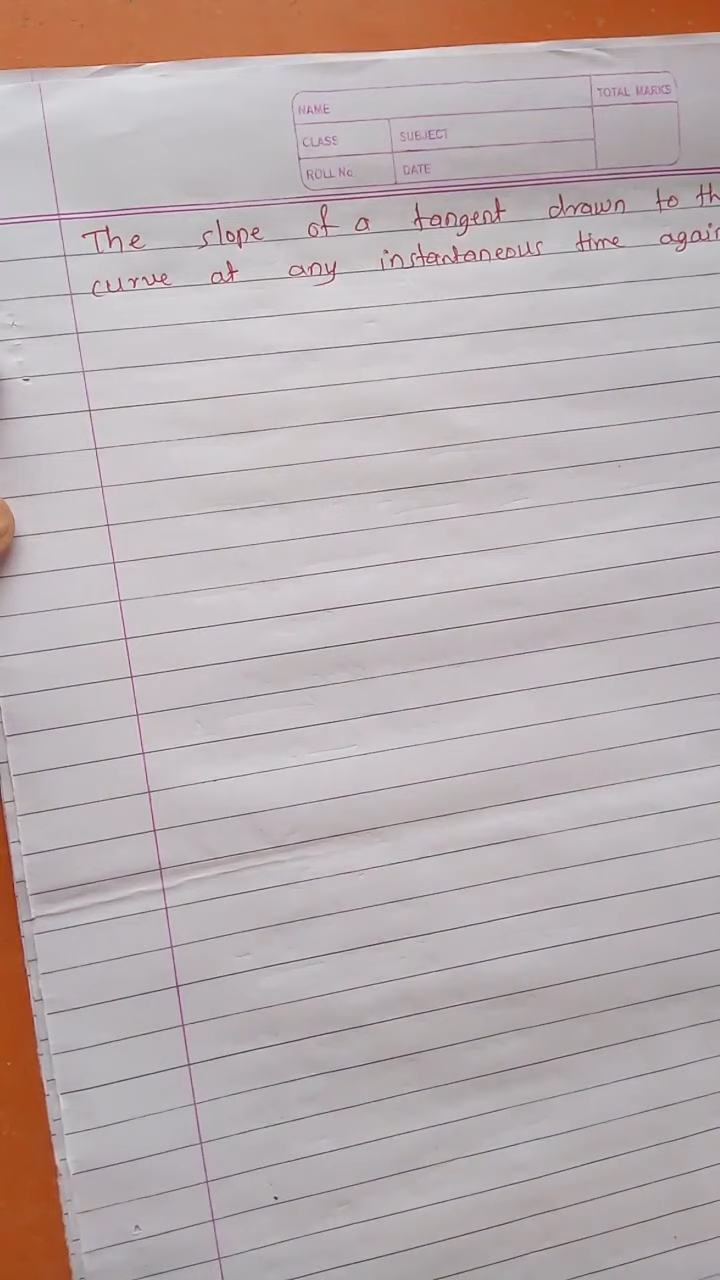 NAME
TOTAL MARKS
CLASS
SUBJECT
ROLL No
DATE
The slope of a tangent drawn to th
curve at any instantaneous time again